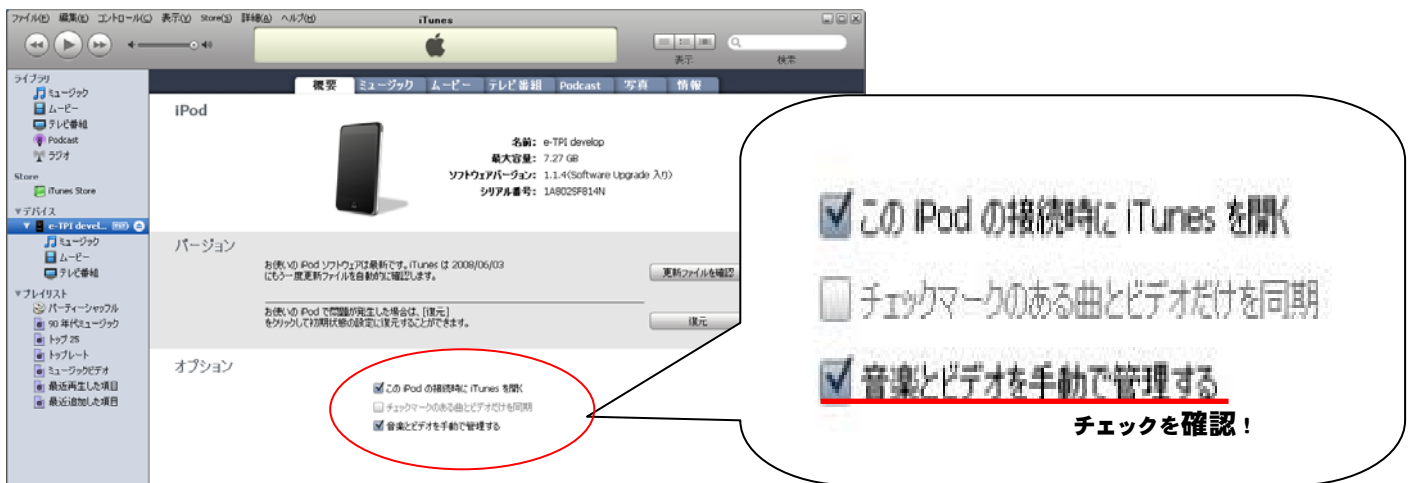 ファイル(F) 編集(E) コントロール(C) 表示(V) Store(S) 詳細(A) ヘルプ(H)
iTunes
表示
検索
ライブラリ
ミュージック
ムービー
テレビ番組
Podcast
ラジオ
Store
iTunes Store
▼デバイス
e-TPI devel...
ミュージック
ムービー
テレビ番組
▼プレイリスト
パーティーシャッフル
90 年代ミュージック
トップ 25
トップレート
ミュージックビデオ
最近再生した項目
最近追加した項目
概要 ミュージック ムービー テレビ番組 Podcast 写真 情報
iPod
名前: e-TPI develop
最大容量: 7.27 GB
ソフトウェアバージョン: 1.1.4(Software Upgrade 入り)
シリアル番号: 1A802SF814N
バージョン
お使いの iPod ソフトウェアは最新です。iTunes は 2008/06/03
にもう一度更新ファイルを自動的に確認します。
更新ファイルを確認
お使いの iPod で問題が発生した場合は、[復元]
をクリックして初期状態の設定に復元することができます。
復元
オプション
この iPod の接続時に iTunes を開く
チェックマークのある曲とビデオだけを同期
音楽とビデオを手動で管理する
この iPod の接続時に iTunes を開く
チェックマークのある曲とビデオだけを同期
音楽とビデオを手動で管理する
チェックを確認！